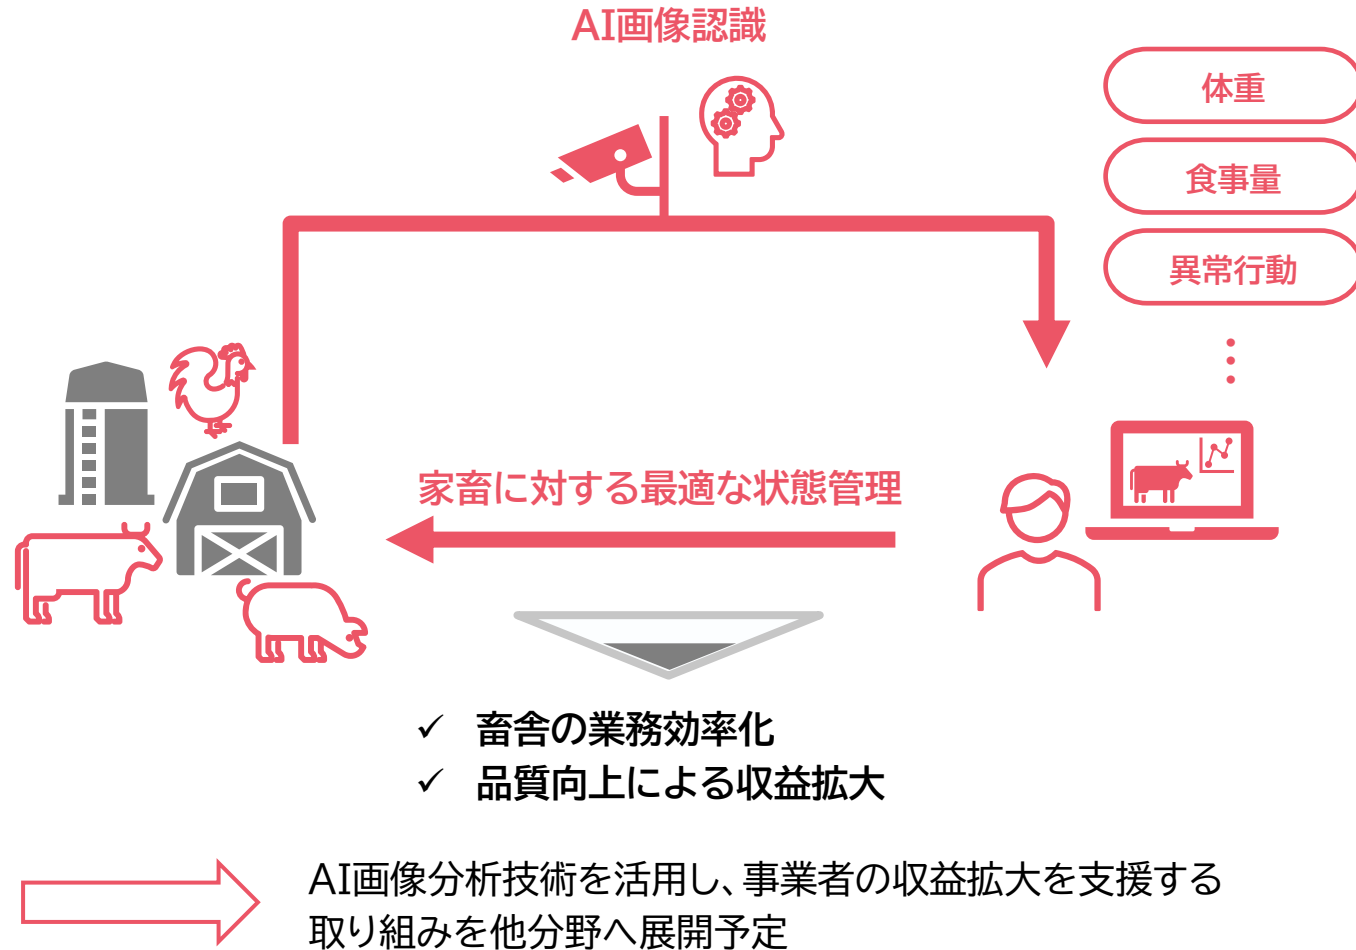 AI画像認識
体重
食事量
異常行動
家畜に対する最適な状態管理
✓ 畜舎の業務効率化
✓ 品質向上による収益拡大
AI画像分析技術を活用し、事業者の収益拡大を支援する
取り組みを他分野へ展開予定